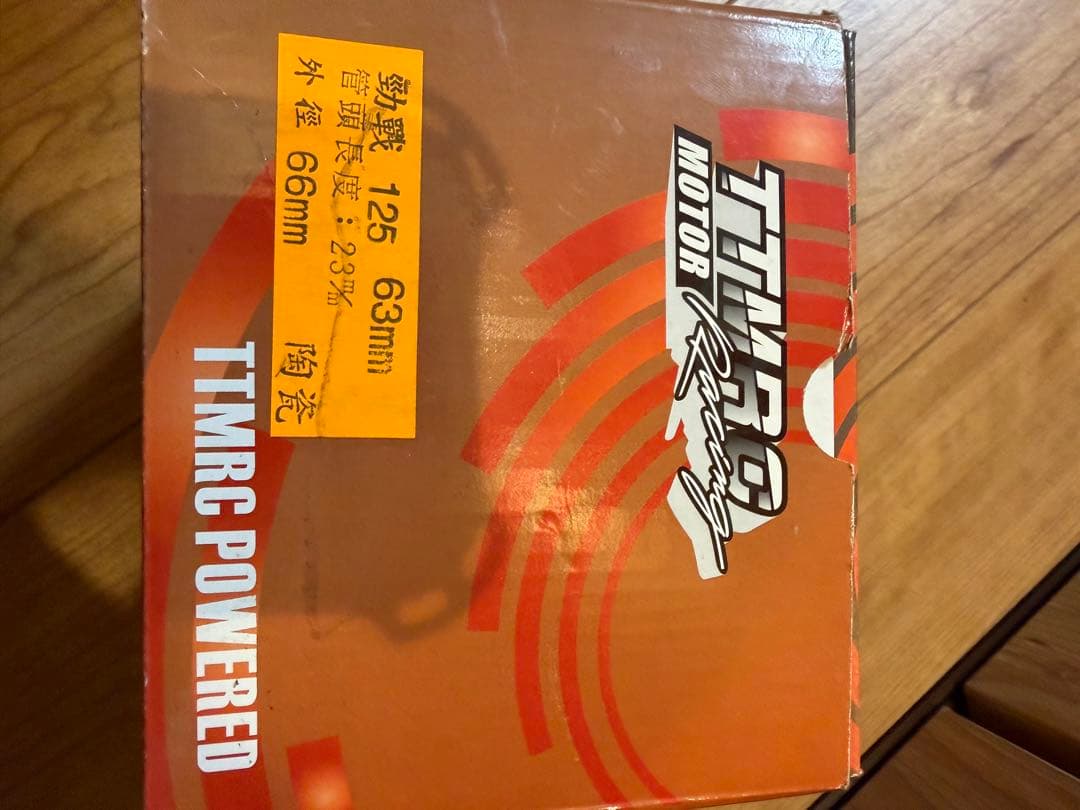 TTMRC
MOTOR Racing
勁戰 125 63mm
管頭長度：23㎜
外徑 66mm 陶瓷
TTMRC POWERED